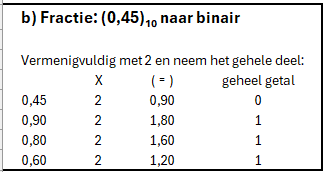 b) Fractie: (0,45)₁₀ naar binair
Vermenigvuldig met 2 en neem het gehele deel:
X ( = ) geheel getal
0,45 2 0,90 0
0,90 2 1,80 1
0,80 2 1,60 1
0,60 2 1,20 1